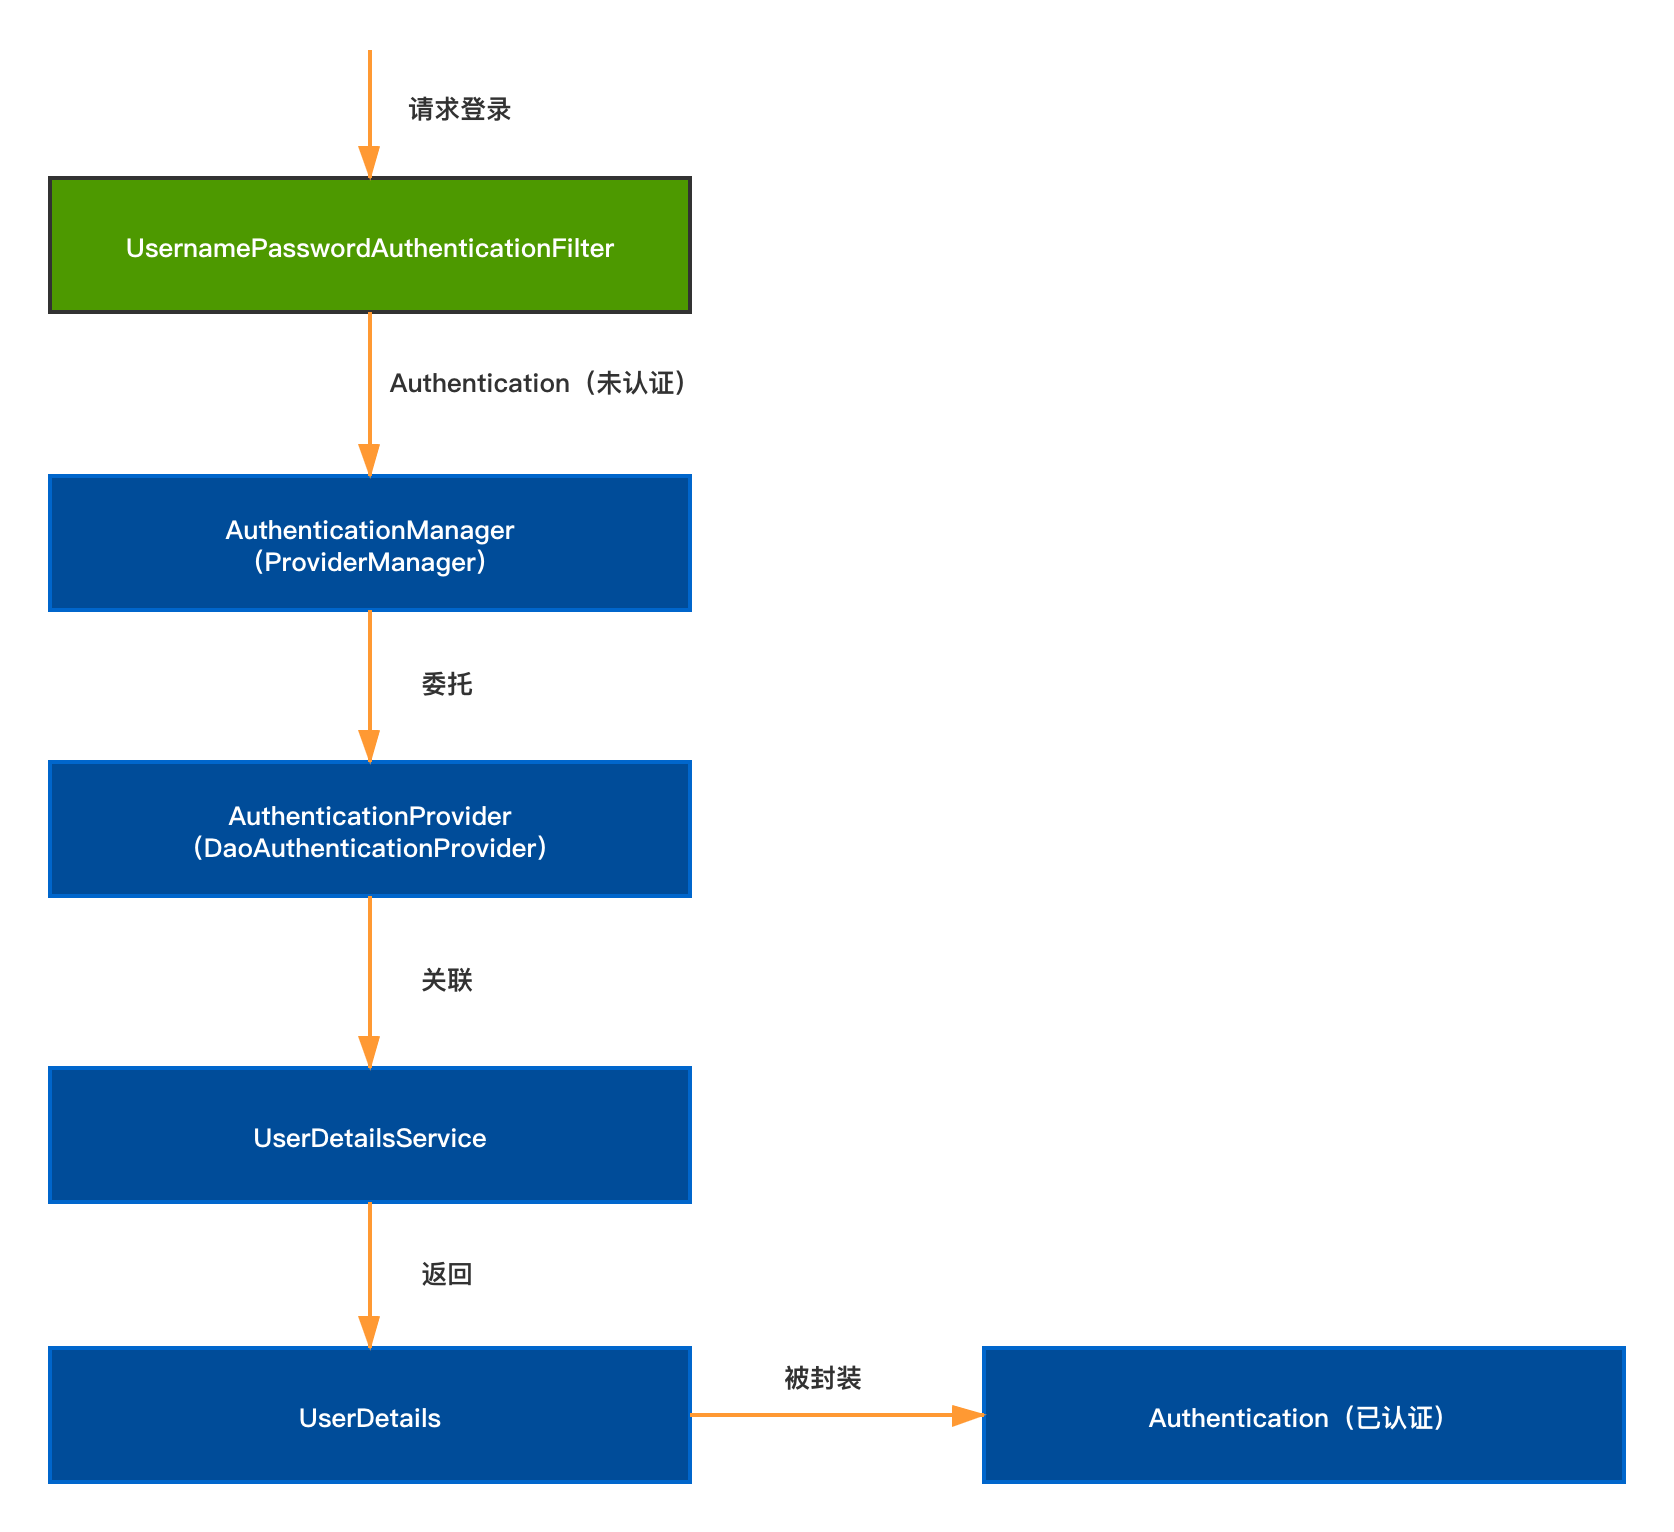 请求登录
UsernamePasswordAuthenticationFilter
Authentication（未认证）
AuthenticationManager
（ProviderManager）
委托
AuthenticationProvider
（DaoAuthenticationProvider）
关联
UserDetailsService
返回
UserDetails
被封装
Authentication（已认证）